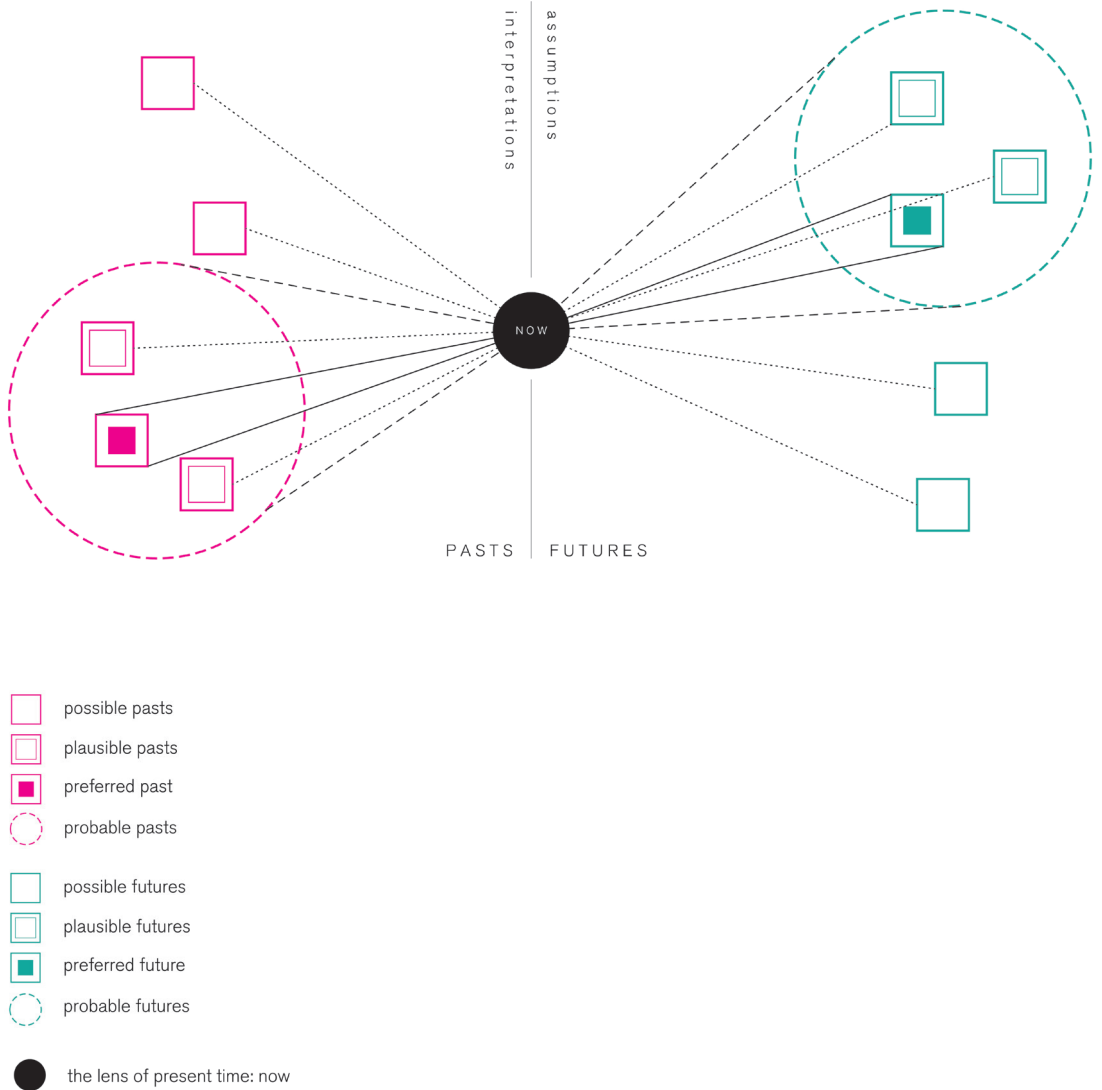 interpretations
assumptions
NOW
PASTS
FUTURES
possible pasts
plausible pasts
preferred past
probable pasts
possible futures
plausible futures
preferred future
probable futures
the lens of present time: now